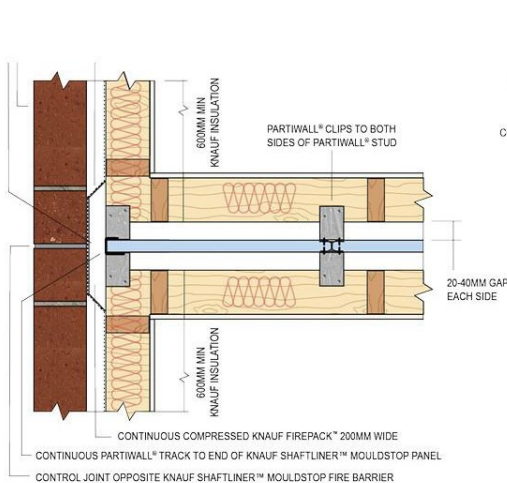 600MM MIN
KNAUF INSULATION
PARTIWALL® CLIPS TO BOTH
SIDES OF PARTIWALL® STUD
C
20-40MM GAP
EACH SIDE
600MM MIN
KNAUF INSULATION
CONTINUOUS COMPRESSED KNAUF FIREPACK™ 200MM WIDE
CONTINUOUS PARTIWALL® TRACK TO END OF KNAUF SHAFTLINER™ MOULDSTOP PANEL
CONTROL JOINT OPPOSITE KNAUF SHAFTLINER™ MOULDSTOP FIRE BARRIER